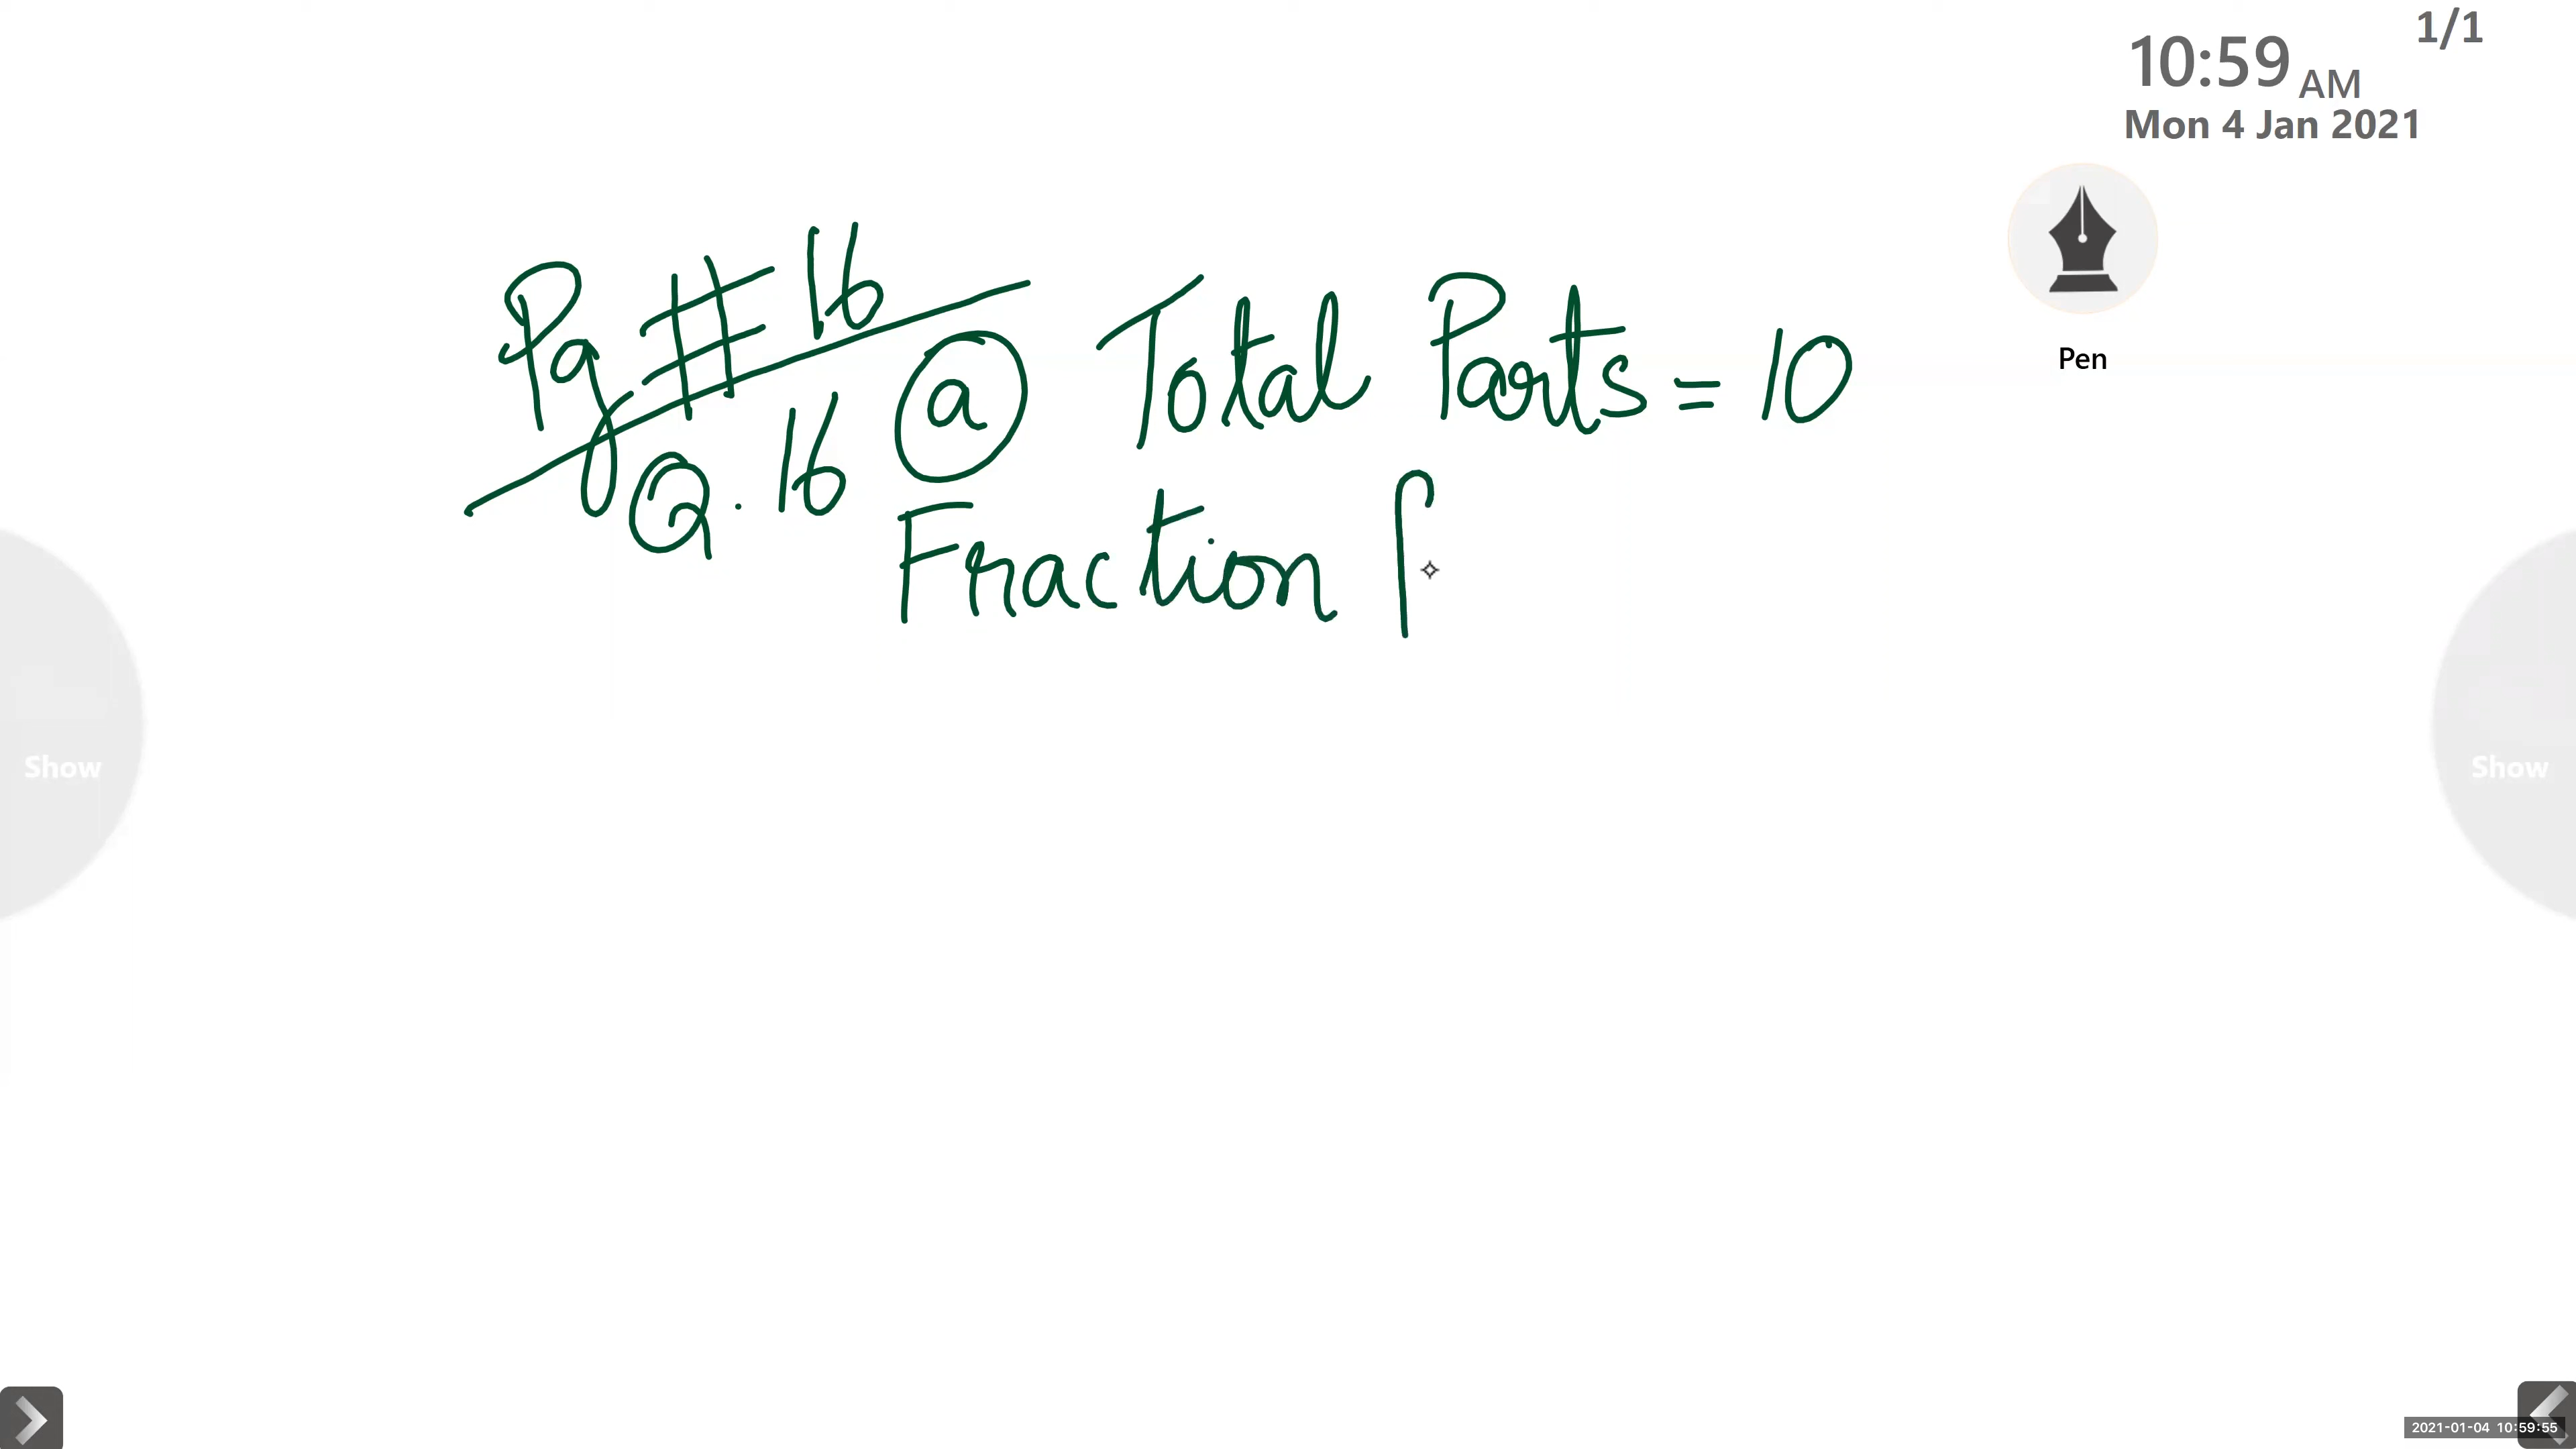 1/1
10:59 AM
Mon 4 Jan 2021
Pen
Pg # 16
Q. 16 a Total Parts = 10
Fraction f
Show
Show
2021-01-04 10:59:55